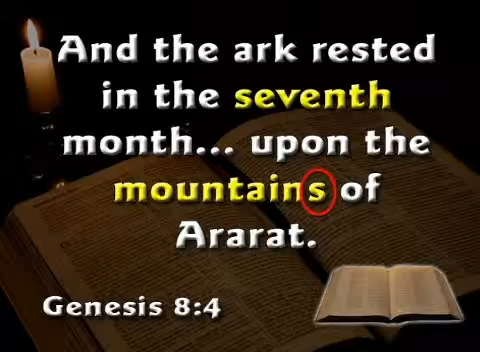 And the ark rested
in the seventh
month... upon the
mountains of
Ararat.
Genesis 8:4